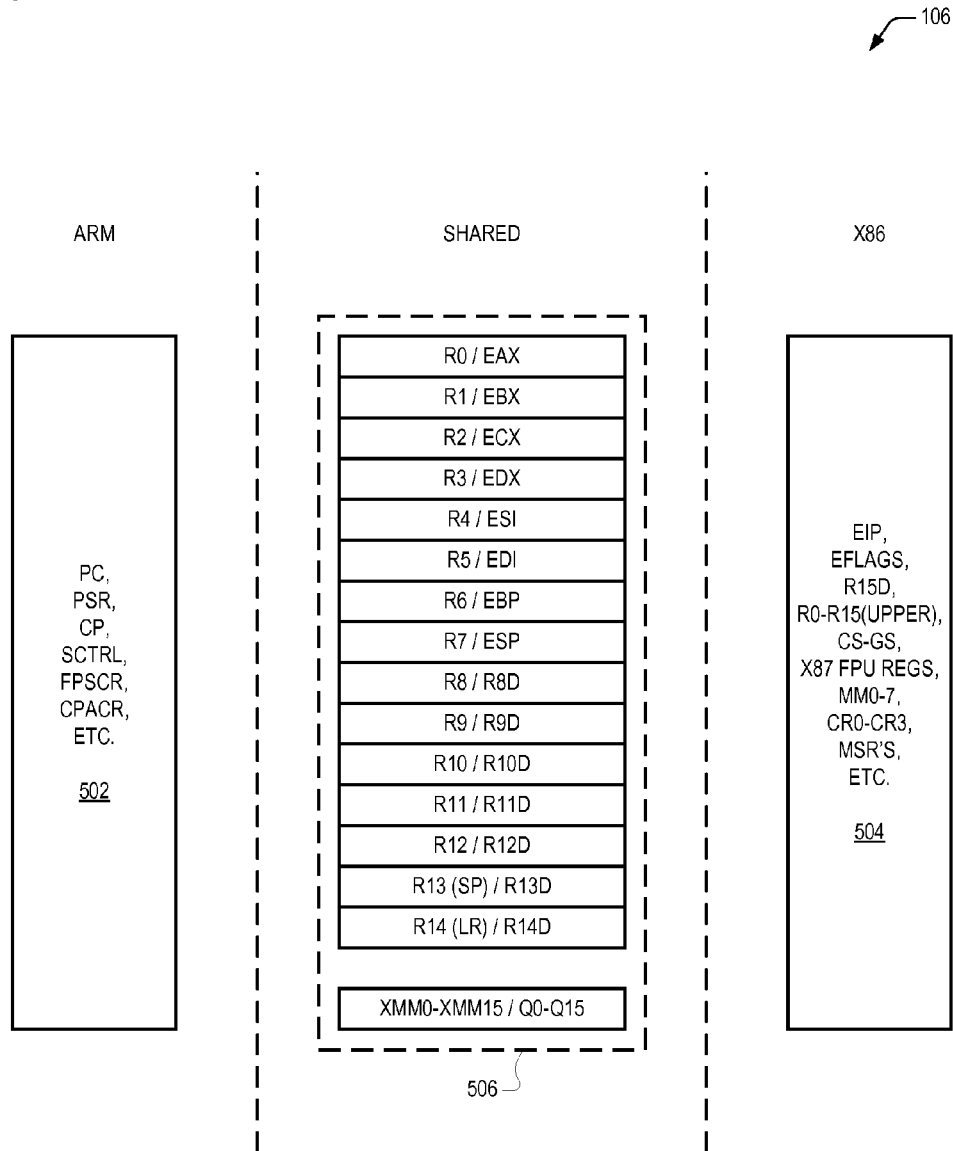 106
ARM
SHARED
X86
PC,
PSR,
CP,
SCTRL,
FPSCR,
CPACR,
ETC.
502
R0 / EAX
R1 / EBX
R2 / ECX
R3 / EDX
R4 / ESI
R5 / EDI
R6 / EBP
R7 / ESP
R8 / R8D
R9 / R9D
R10 / R10D
R11 / R11D
R12 / R12D
R13 (SP) / R13D
R14 (LR) / R14D
XMM0-XMM15 / Q0-Q15
506
EIP,
EFLAGS,
R15D,
R0-R15(UPPER),
CS-GS,
X87 FPU REGS,
MM0-7,
CR0-CR3,
MSR'S,
ETC.
504